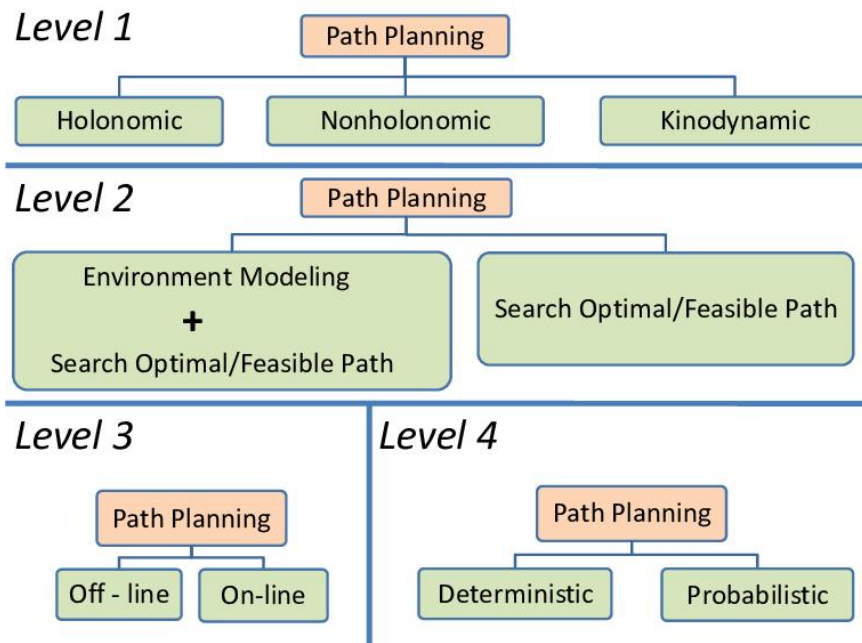 Level 1
Path Planning
Holonomic
Nonholonomic
Kinodynamic
Level 2
Path Planning
Environment Modeling
+
Search Optimal/Feasible Path
Search Optimal/Feasible Path
Level 3
Path Planning
Off - line
On-line
Level 4
Path Planning
Deterministic
Probabilistic